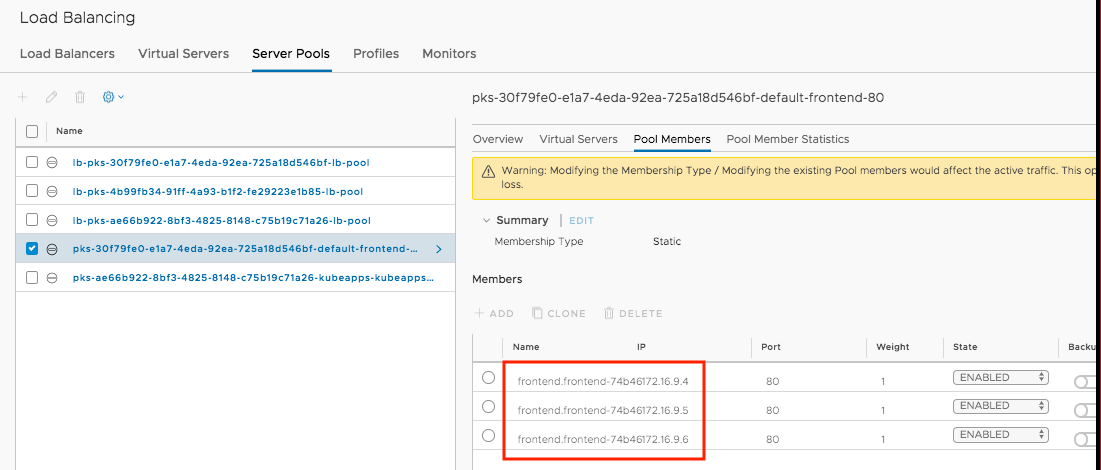 Load Balancing
Load Balancers Virtual Servers Server Pools Profiles Monitors
Name
lb-pks-30f79fe0-e1a7-4eda-92ea-725a18d546bf-lb-pool
lb-pks-4b99fb34-91ff-4a93-b1f2-fe29223e1b85-lb-pool
lb-pks-ae66b922-8bf3-4825-8148-c75b19c71a26-lb-pool
pks-30f79fe0-e1a7-4eda-92ea-725a18d546bf-default-frontend-...
pks-ae66b922-8bf3-4825-8148-c75b19c71a26-kubeapps-kubeapps...
pks-30f79fe0-e1a7-4eda-92ea-725a18d546bf-default-frontend-80
Overview Virtual Servers Pool Members Pool Member Statistics
Warning: Modifying the Membership Type / Modifying the existing Pool members would affect the active traffic. This op
loss.
Summary | EDIT
Membership Type Static
Members
+ ADD CLONE DELETE
Name IP Port Weight State Backu
frontend.frontend-74b46172.16.9.4 80 1 ENABLED
frontend.frontend-74b46172.16.9.5 80 1 ENABLED
frontend.frontend-74b46172.16.9.6 80 1 ENABLED